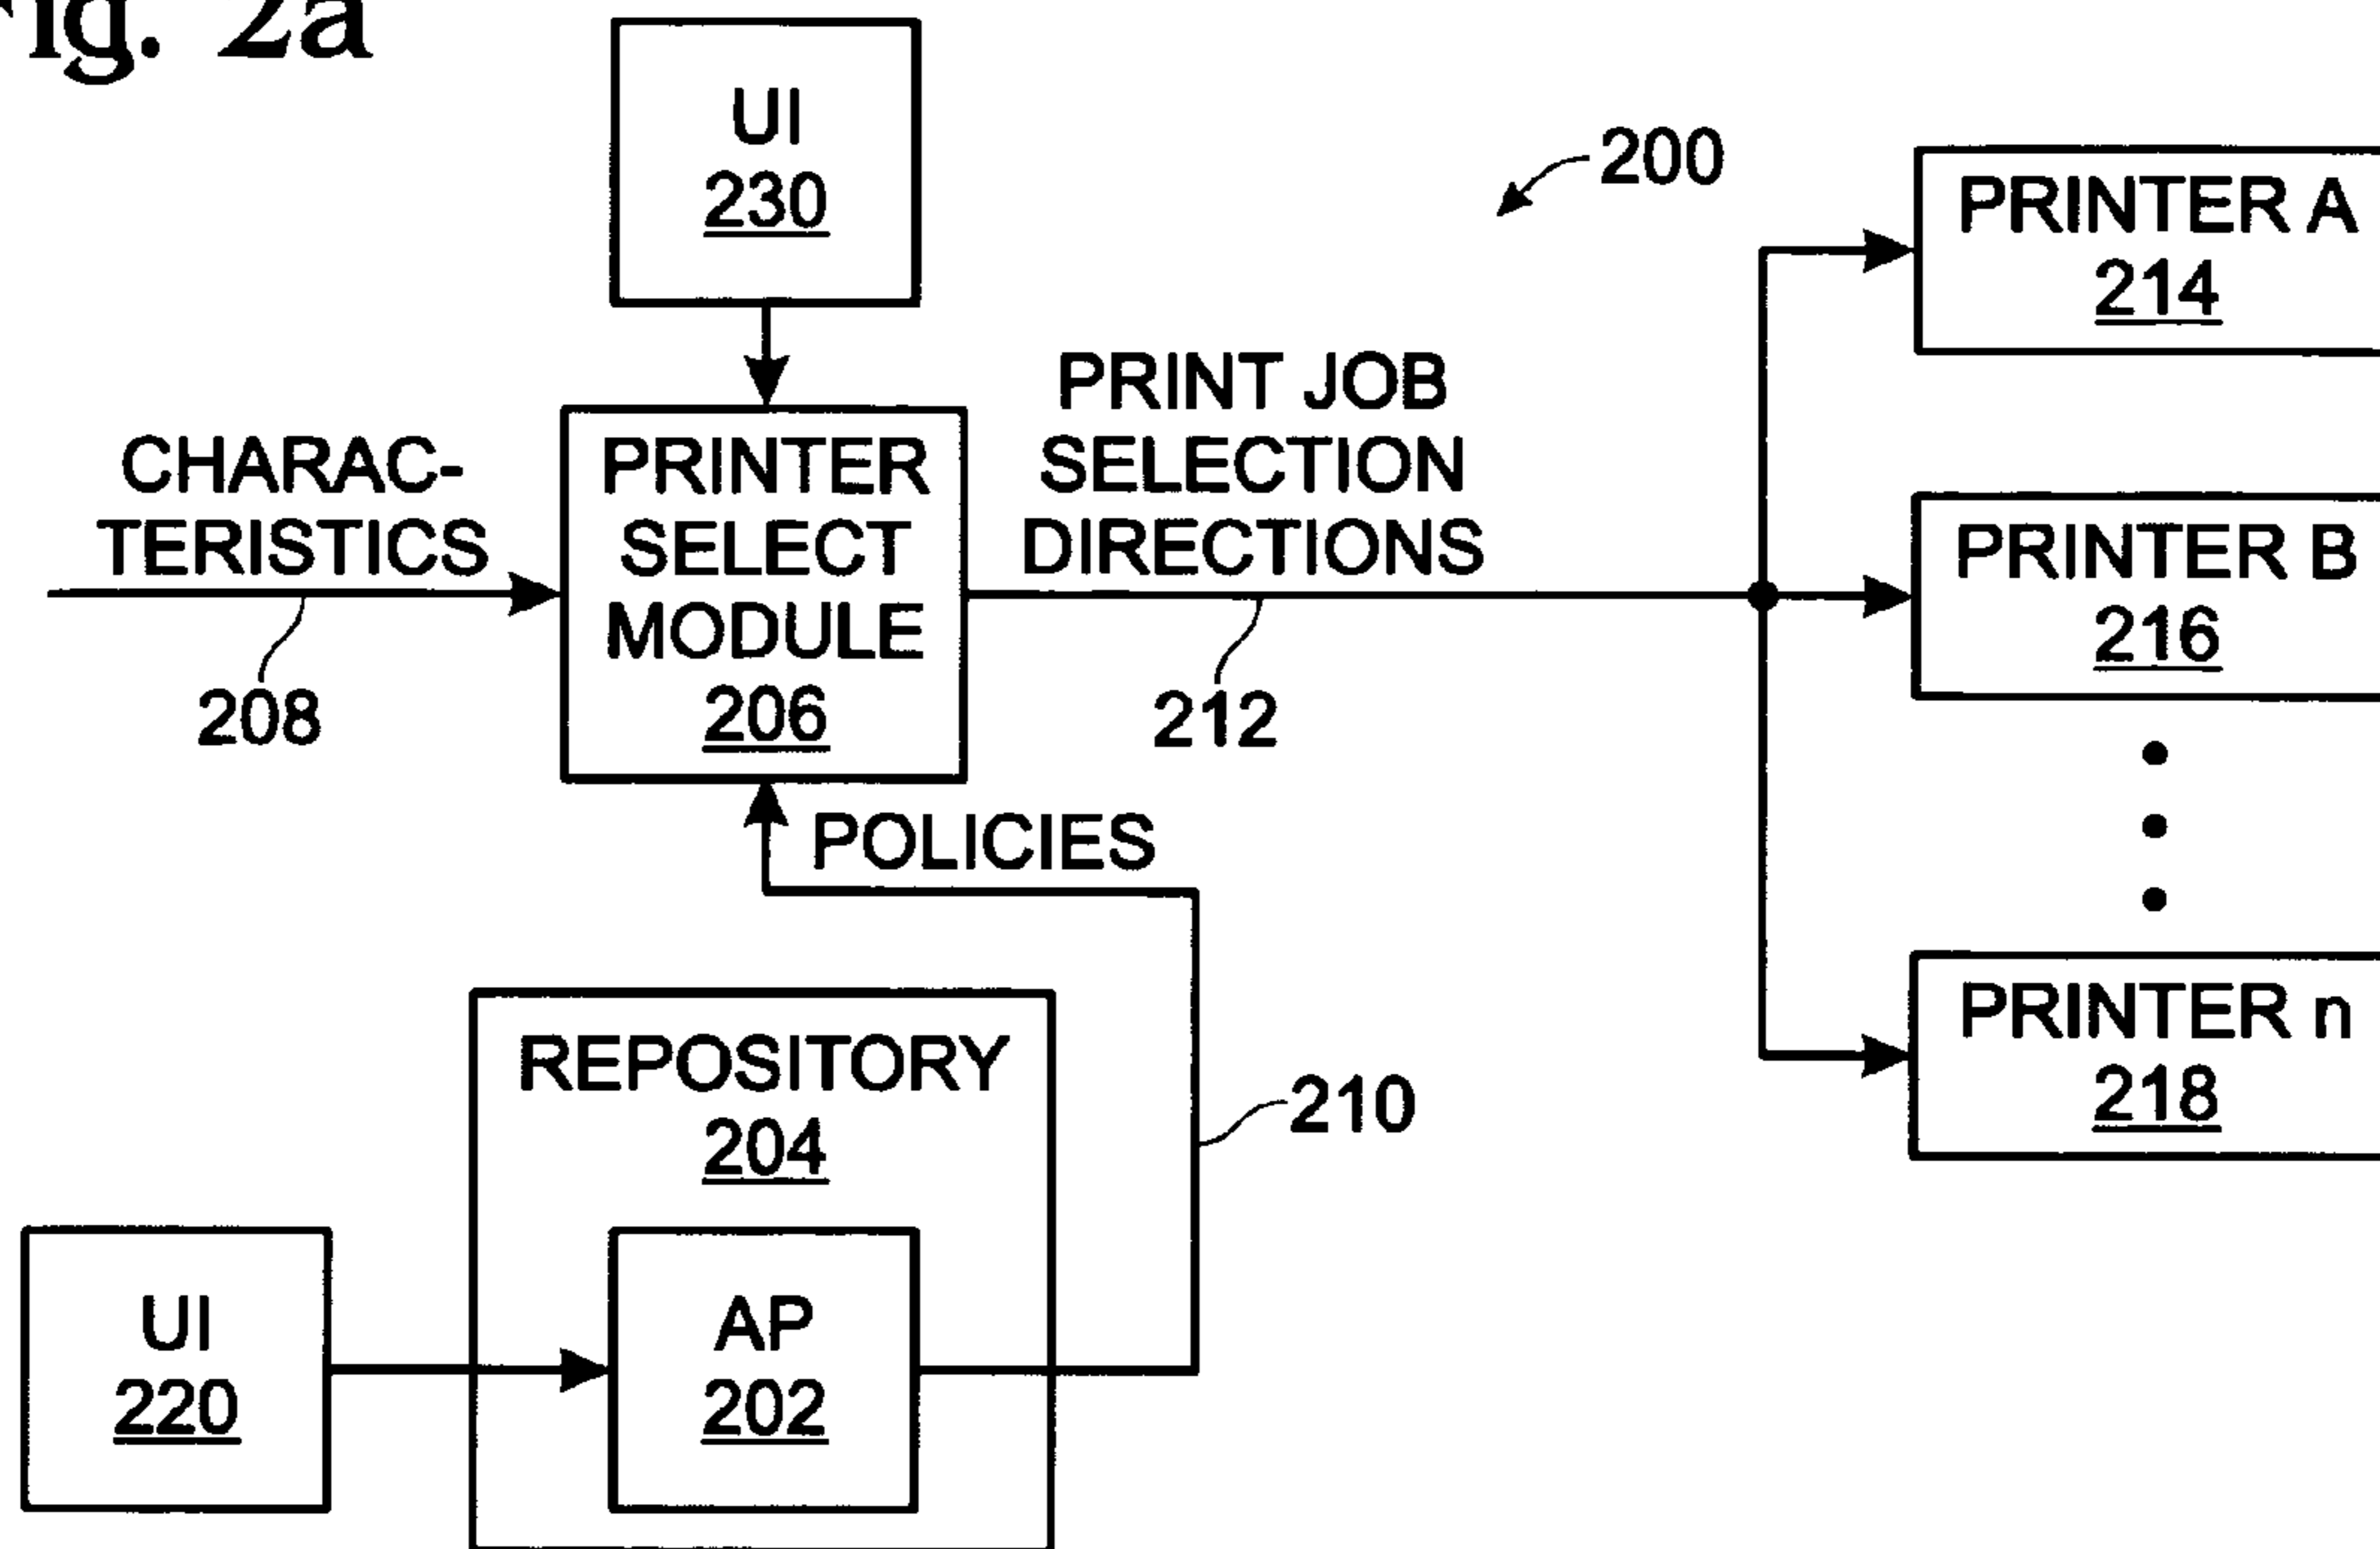 Fig. 2a
UI
230
200
PRINTER A
214
CHARAC-
TERISTICS
208
PRINTER
SELECT
MODULE
206
PRINT JOB
SELECTION
DIRECTIONS
212
PRINTER B
216
POLICIES
REPOSITORY
204
210
PRINTER n
218
UI
220
AP
202